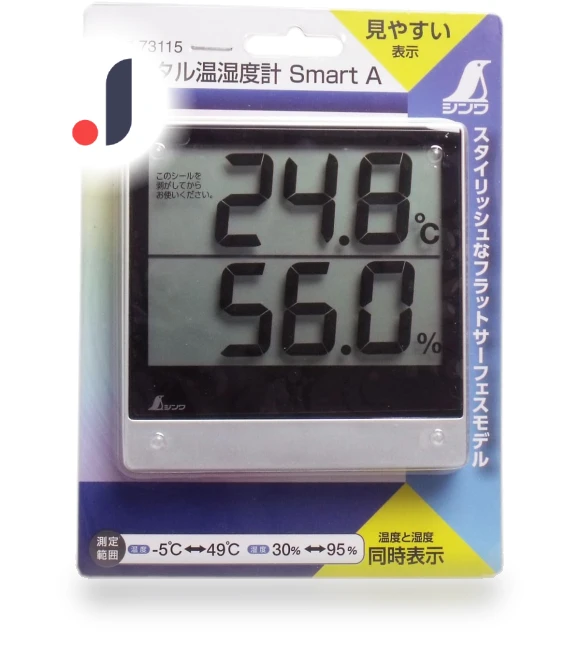 73115
見やすい
表示
タル温湿度計 Smart A
シンワ
スタイリッシュなフラットサーフェスモデル
このシールを
剥がしてから
お使いください。
24.8
℃
56.0
%
シンワ
測定
範囲
温度 -5℃ ↔ 49℃ 湿度 30% ↔ 95%
温度と湿度
同時表示